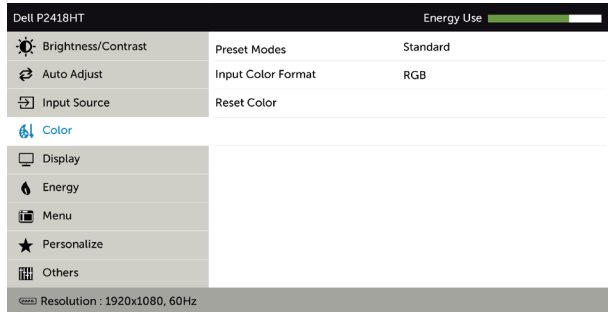 Dell P2418HT Energy Use
Brightness/Contrast Preset Modes Standard
Auto Adjust Input Color Format RGB
Input Source Reset Color
Color
Display
Energy
Menu
Personalize
Others
Resolution : 1920x1080, 60Hz